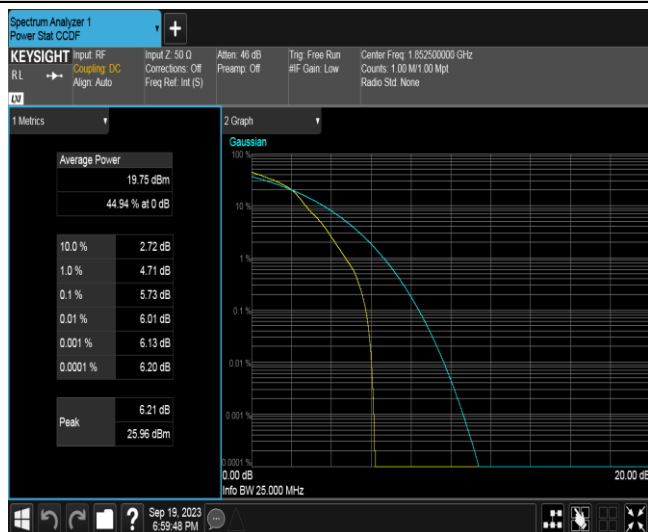 Spectrum Analyzer 1
Power Stat CCDF
+
KEYSIGHT
RL
LXI
Input: RF
Coupling: DC
Align: Auto
Input Z: 50 Ω
Corrections: Off
Freq Ref: Int (S)
Atten: 46 dB
Preamp: Off
Trig: Free Run
#IF Gain: Low
Center Freq: 1.852500000 GHz
Counts: 1.00 M/1.00 Mpt
Radio Std: None
1 Metrics
Average Power
19.75 dBm
44.94 % at 0 dB
10.0 % 2.72 dB
1.0 % 4.71 dB
0.1 % 5.73 dB
0.01 % 6.01 dB
0.001 % 6.13 dB
0.0001 % 6.20 dB
Peak
6.21 dB
25.96 dBm
2 Graph
Gaussian
100 %
10 %
1 %
0.1 %
0.01 %
0.001 %
0.0001 %
0.00 dB
20.00 dB
Info BW 25.000 MHz
?
Sep 19, 2023
6:59:48 PM